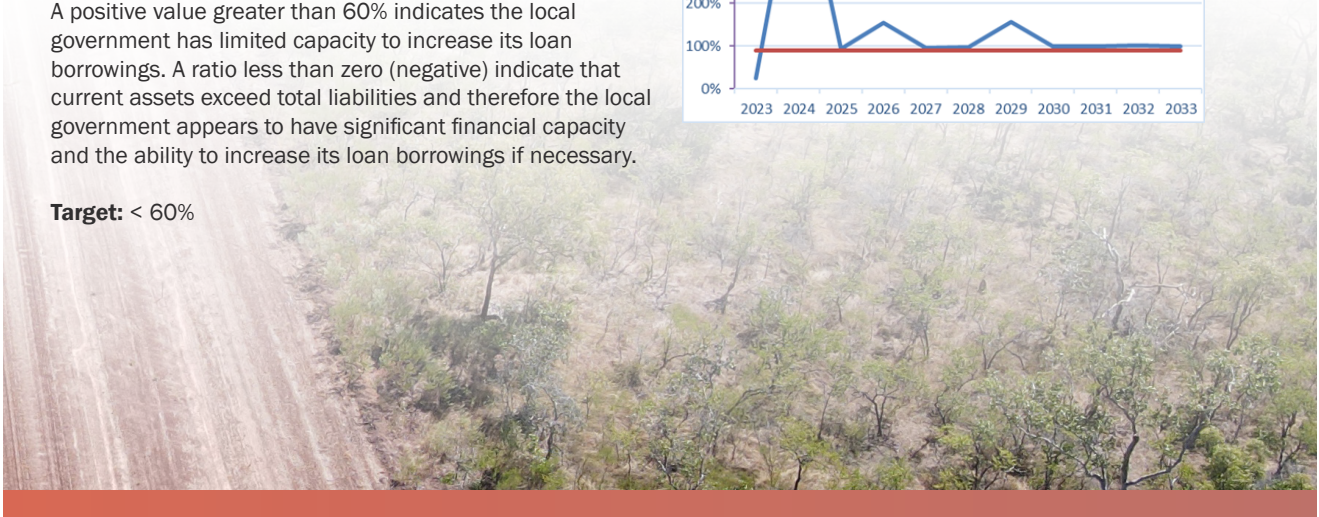 A positive value greater than 60% indicates the local
government has limited capacity to increase its loan
borrowings. A ratio less than zero (negative) indicate that
current assets exceed total liabilities and therefore the local
government appears to have significant financial capacity
and the ability to increase its loan borrowings if necessary.
Target: < 60%
200%
100%
0%
2023 2024 2025 2026 2027 2028 2029 2030 2031 2032 2033